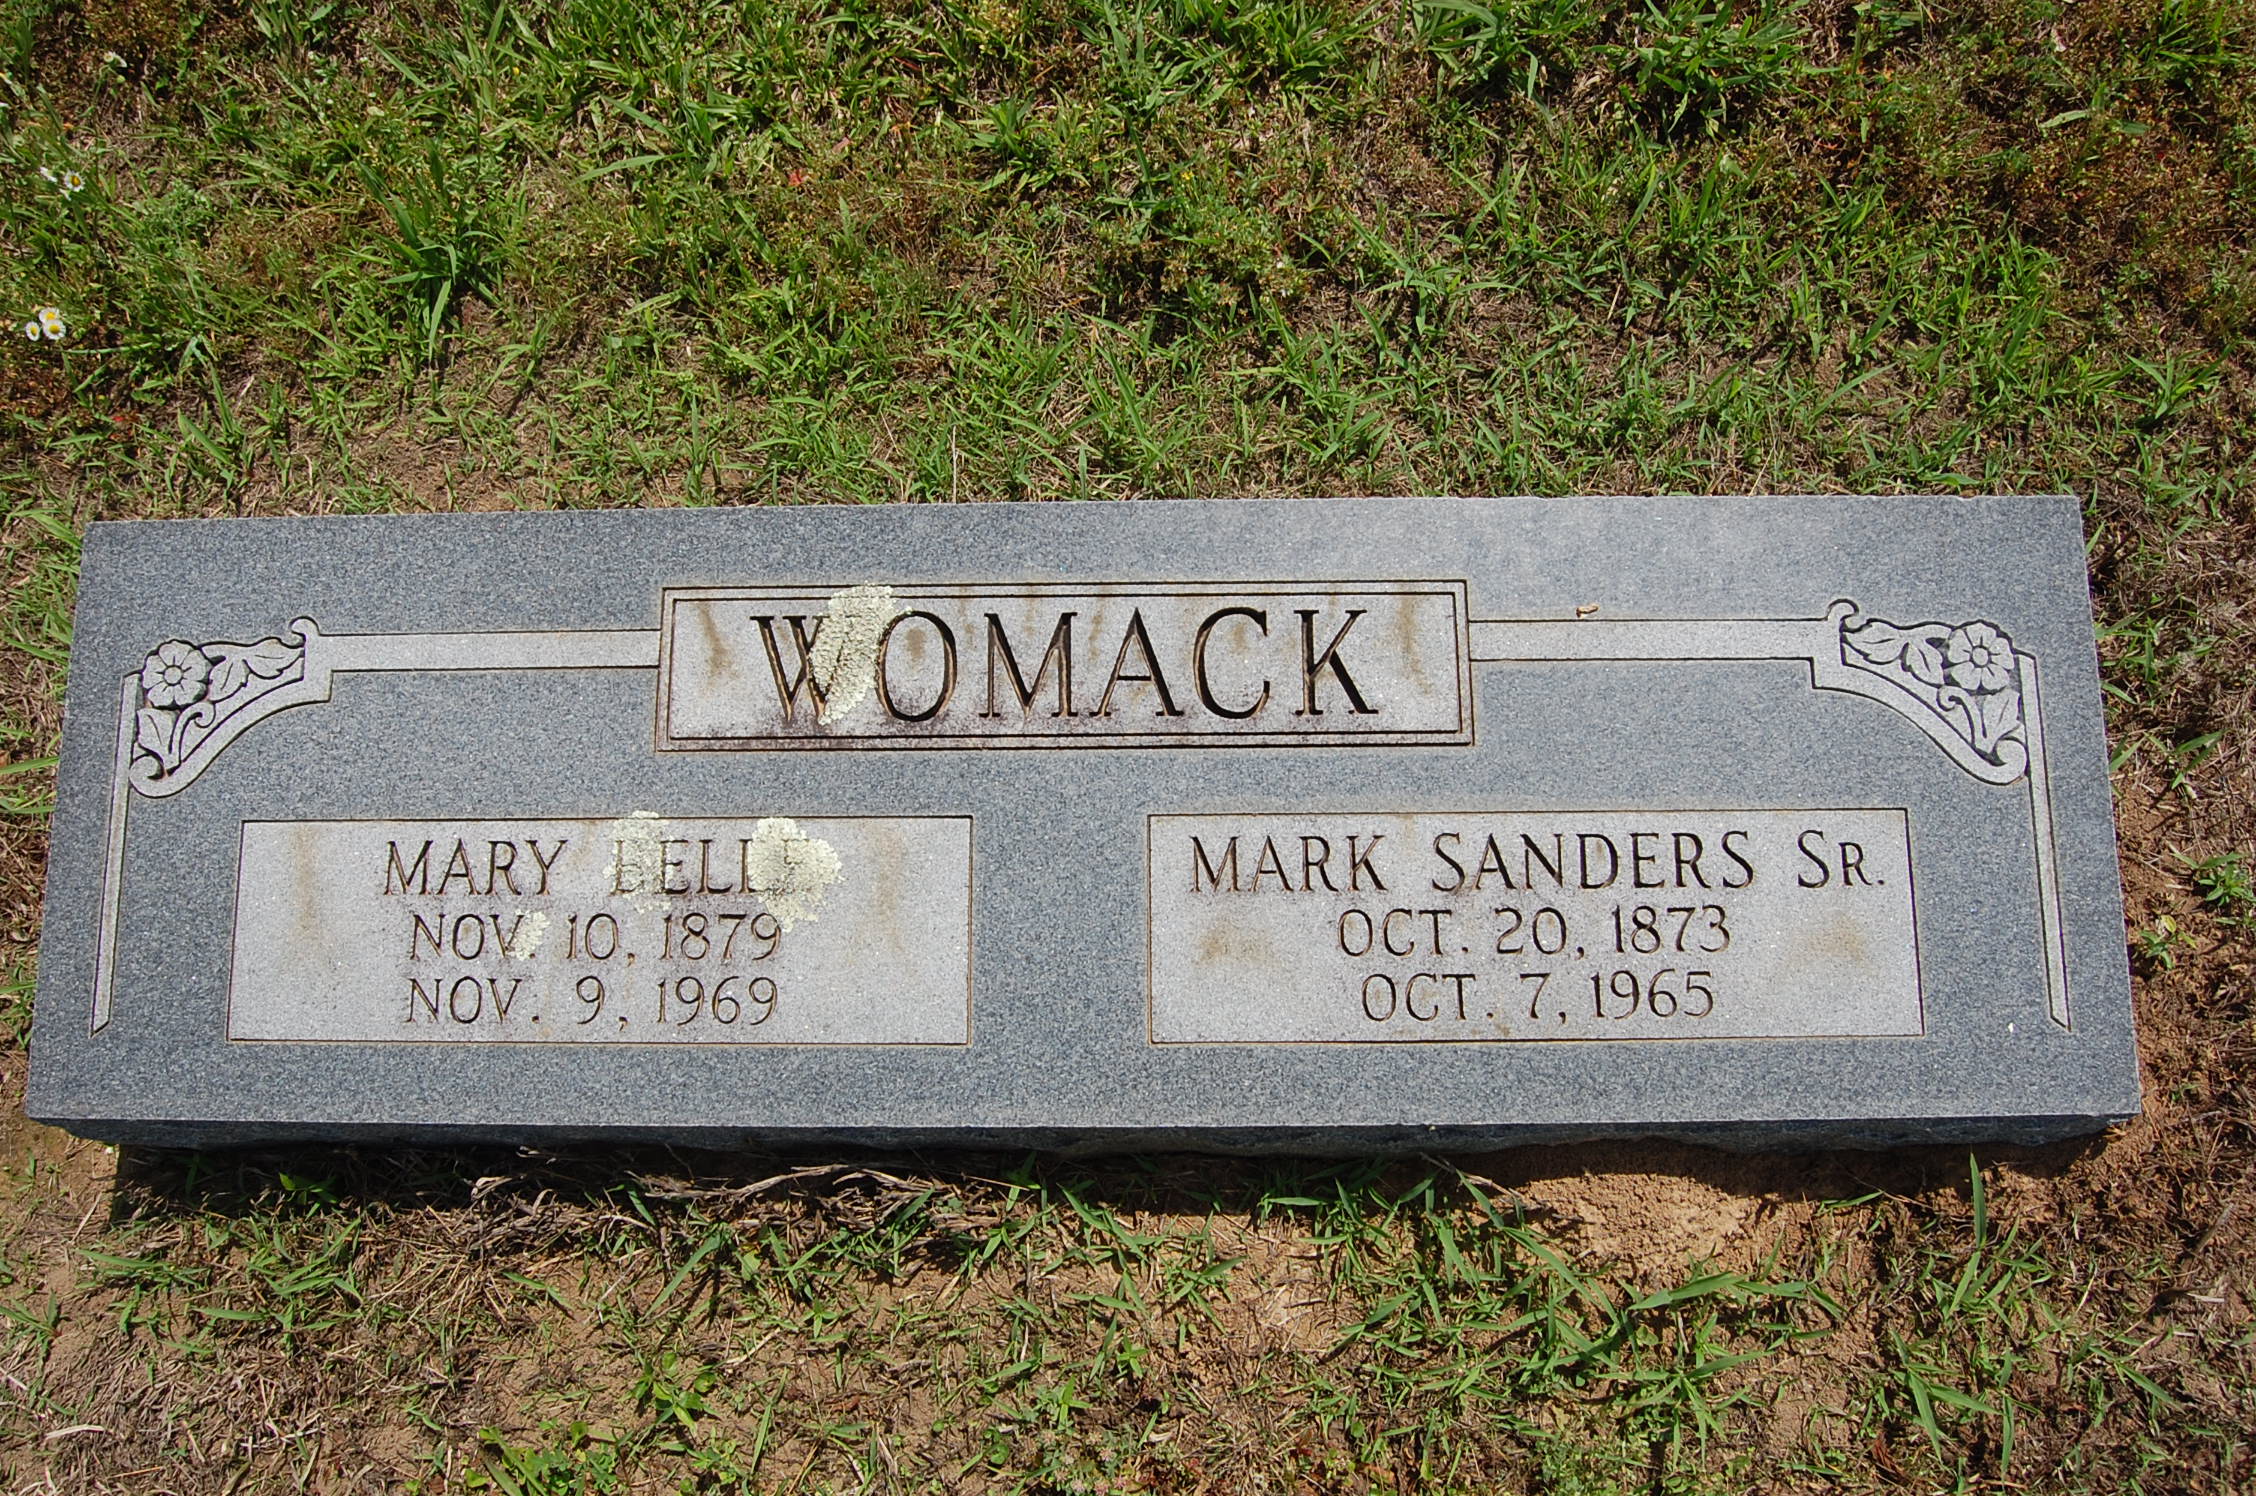 WOMACK
MARY BELLE
NOV. 10, 1879
NOV. 9, 1969
MARK SANDERS SR.
OCT. 20, 1873
OCT. 7, 1965